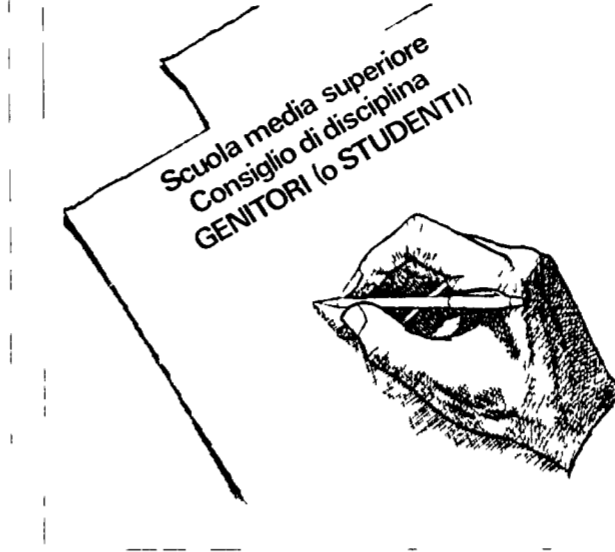 Scuola media superiore
Consiglio di disciplina
GENITORI (o STUDENTI)